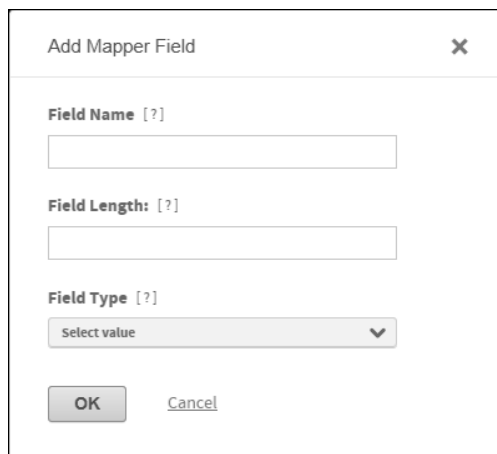 Add Mapper Field
Field Name [?]
Field Length: [?]
Field Type [?]
Select value
OK Cancel